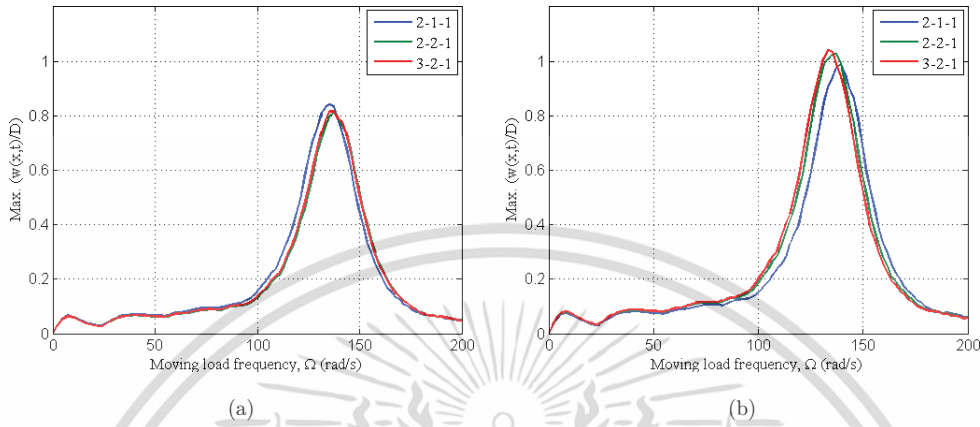 2-1-1
2-2-1
3-2-1
1
0.8
0.6
0.4
0.2
0
Max. (w(x,t)/D)
0 50 100 150 200
Moving load frequency, Ω (rad/s)
(a)
2-1-1
2-2-1
3-2-1
1
0.8
0.6
0.4
0.2
0
Max. (w(x,t)/D)
0 50 100 150 200
Moving load frequency, Ω (rad/s)
(b)